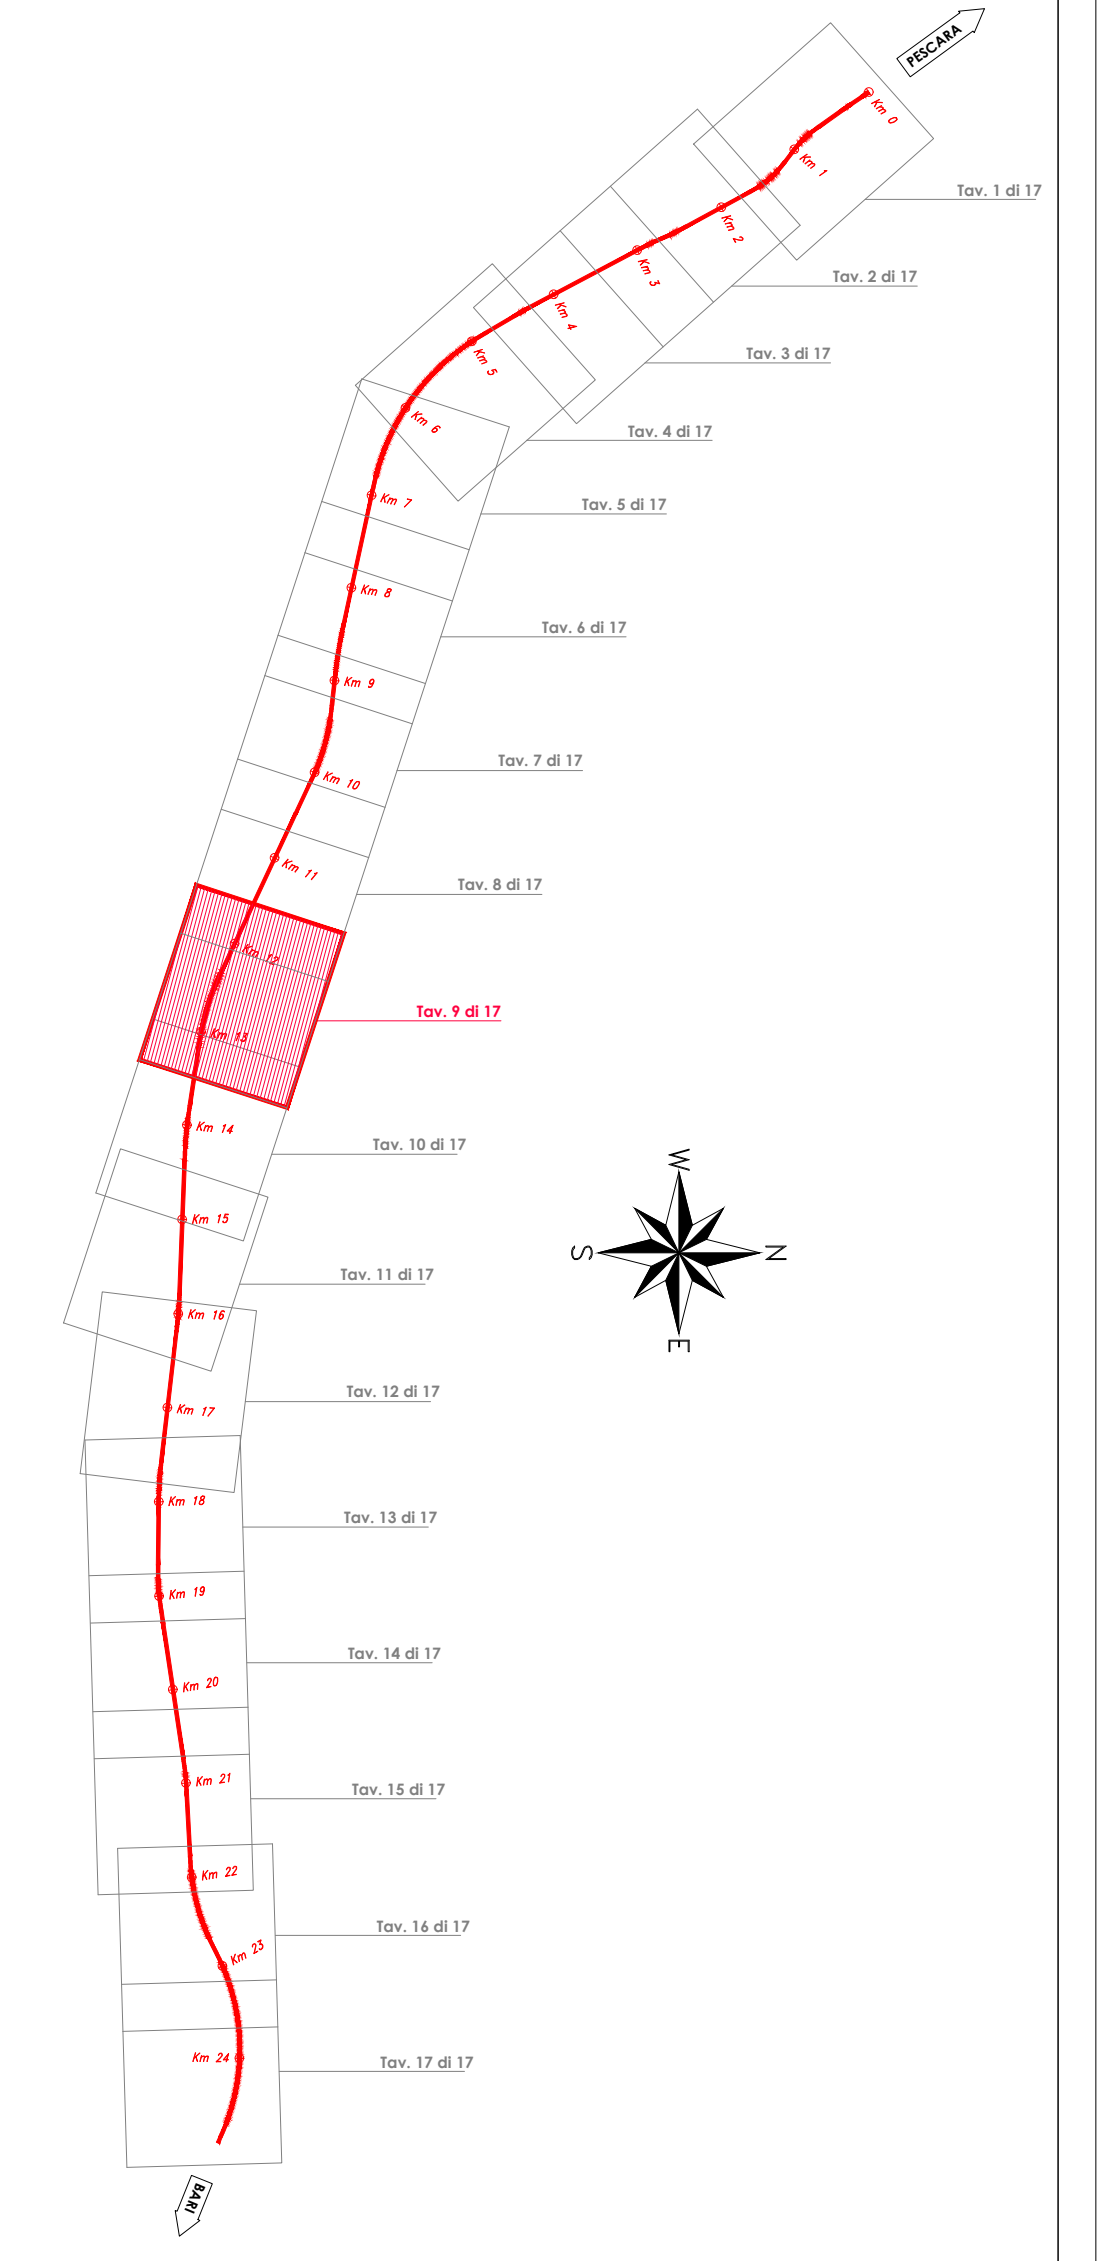 PESCARA
Km 0
Km 1
Tav. 1 di 17
Km 2
Tav. 2 di 17
Km 3
Km 4
Tav. 3 di 17
Km 5
Km 6
Tav. 4 di 17
Km 7
Tav. 5 di 17
Km 8
Tav. 6 di 17
Km 9
Tav. 7 di 17
Km 10
Km 11
Tav. 8 di 17
Km 12
Tav. 9 di 17
Km 13
Km 14
Tav. 10 di 17
W
Km 15
S
N
Tav. 11 di 17
Km 16
E
Tav. 12 di 17
Km 17
Km 18
Tav. 13 di 17
Km 19
Tav. 14 di 17
Km 20
Km 21
Tav. 15 di 17
Km 22
Tav. 16 di 17
Km 23
Km 24
Tav. 17 di 17
BARI